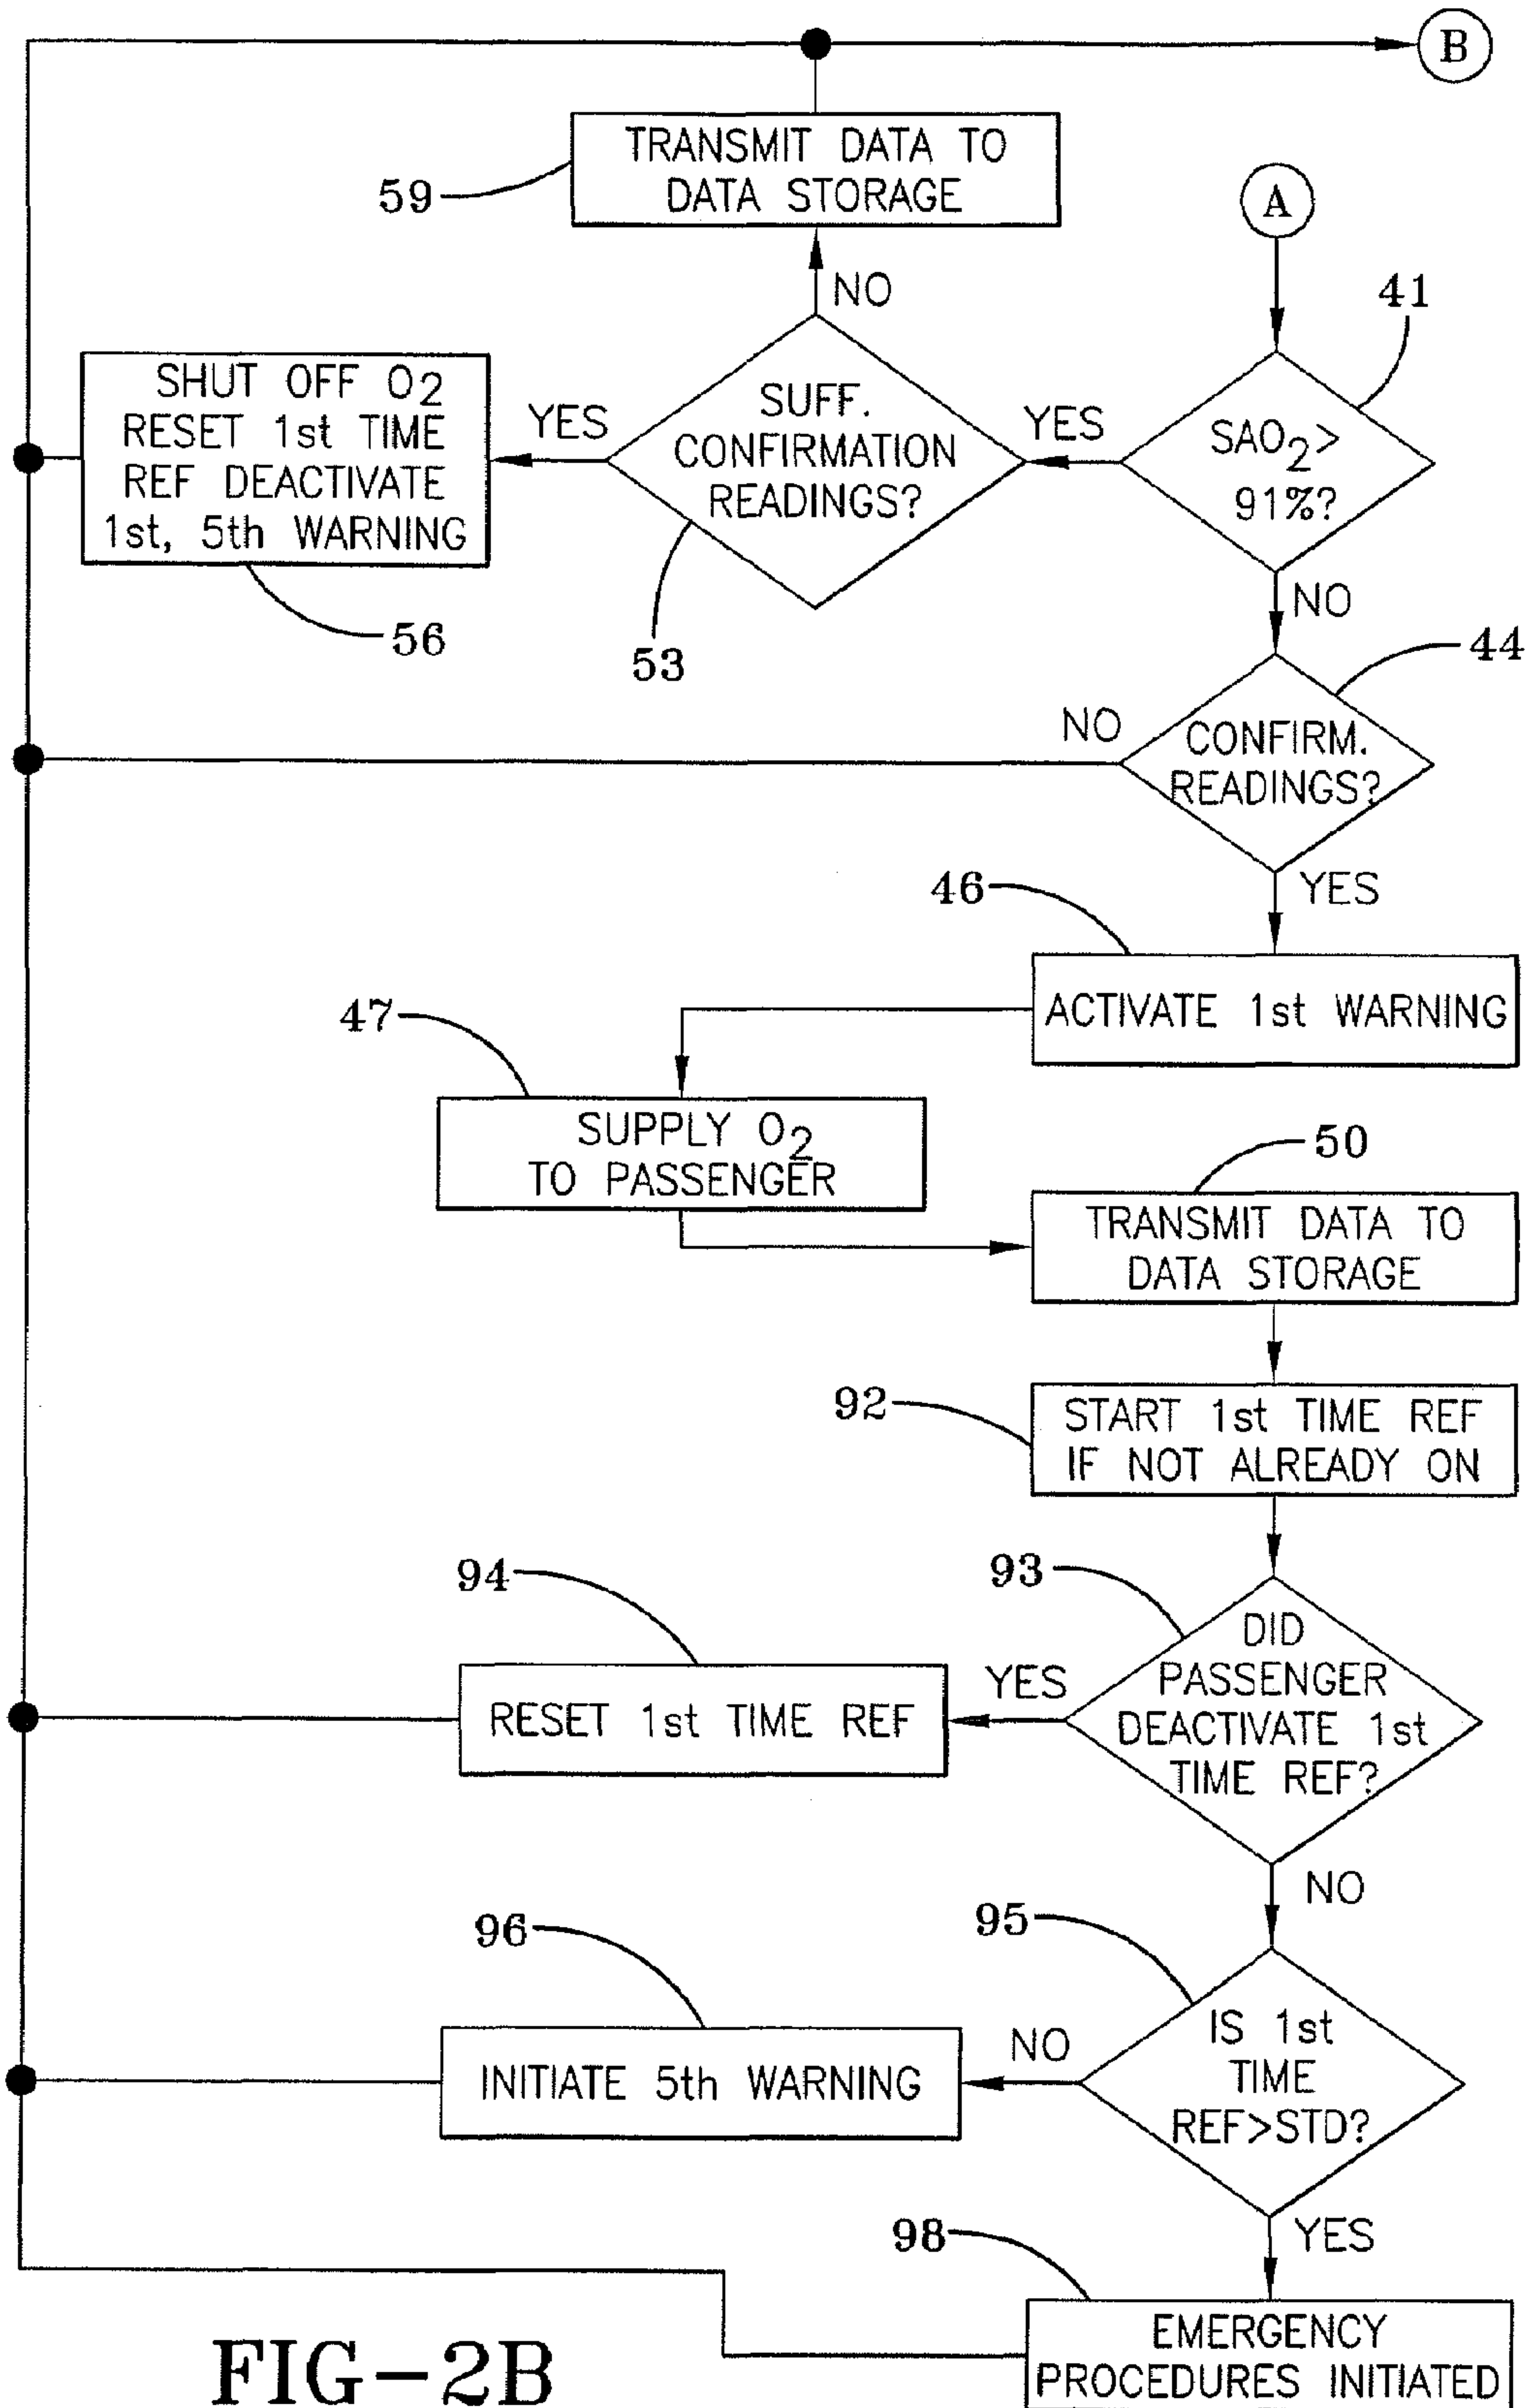 B
TRANSMIT DATA TO
DATA STORAGE
59
A
NO
41
SHUT OFF O2
RESET 1st TIME
REF DEACTIVATE
1st, 5th WARNING
YES
SUFF.
CONFIRMATION
READINGS?
YES
SAO2>
91%?
56
53
NO
44
NO
CONFIRM.
READINGS?
46
YES
ACTIVATE 1st WARNING
47
SUPPLY O2
TO PASSENGER
50
TRANSMIT DATA TO
DATA STORAGE
92
START 1st TIME REF
IF NOT ALREADY ON
94
93
RESET 1st TIME REF
YES
DID
PASSENGER
DEACTIVATE 1st
TIME REF?
NO
96
95
INITIATE 5th WARNING
NO
IS 1st
TIME
REF>STD?
98
YES
EMERGENCY
PROCEDURES INITIATED
FIG-2B